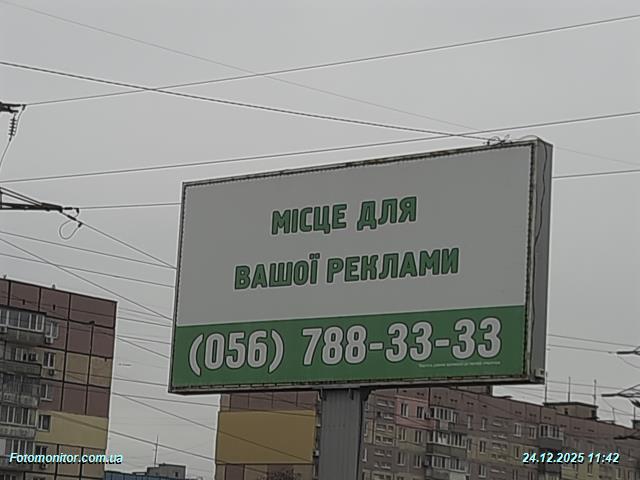 МІСЦЕ ДЛЯ
ВАШОЇ РЕКЛАМИ
(056) 788-33-33
Fotomonitor.com.ua
24.12.2025 11:42